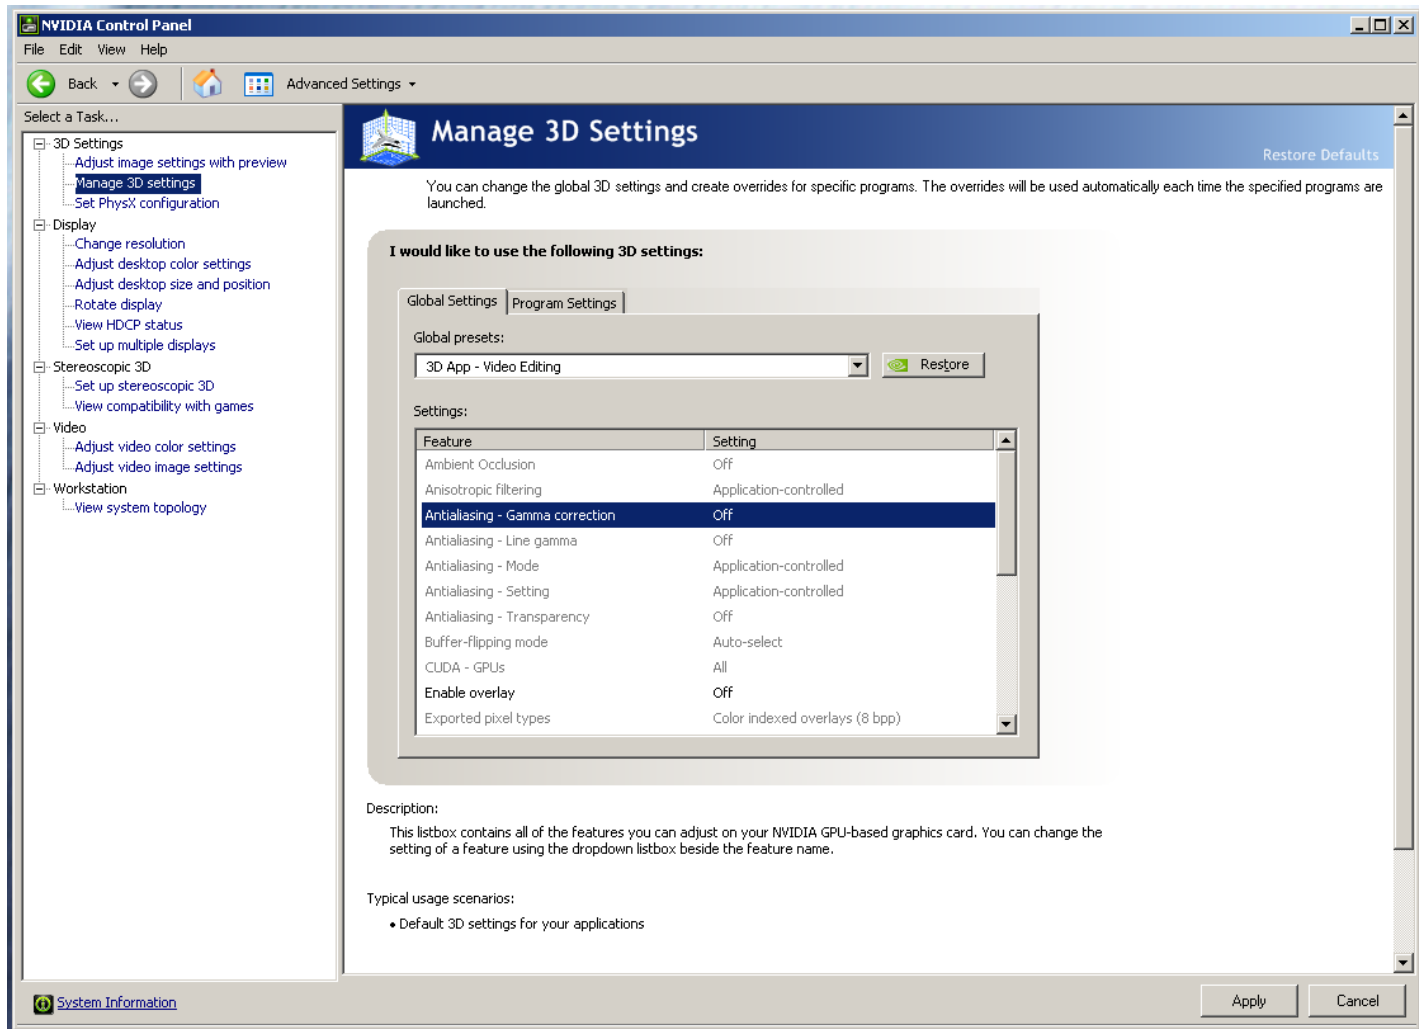 NVIDIA Control Panel
File Edit View Help
Back Advanced Settings
Select a Task...
3D Settings
Adjust image settings with preview
Manage 3D settings
Set PhysX configuration
Display
Change resolution
Adjust desktop color settings
Adjust desktop size and position
Rotate display
View HDCP status
Set up multiple displays
Stereoscopic 3D
Set up stereoscopic 3D
View compatibility with games
Video
Adjust video color settings
Adjust video image settings
Workstation
View system topology
Manage 3D Settings
Restore Defaults
You can change the global 3D settings and create overrides for specific programs. The overrides will be used automatically each time the specified programs are
launched.
I would like to use the following 3D settings:
Global Settings Program Settings
Global presets:
3D App - Video Editing Restore
Settings:
Feature Setting
Ambient Occlusion Off
Anisotropic filtering Application-controlled
Antialiasing - Gamma correction Off
Antialiasing - Line gamma Off
Antialiasing - Mode Application-controlled
Antialiasing - Setting Application-controlled
Antialiasing - Transparency Off
Buffer-flipping mode Auto-select
CUDA - GPUs All
Enable overlay Off
Exported pixel types Color indexed overlays (8 bpp)
Description:
This listbox contains all of the features you can adjust on your NVIDIA GPU-based graphics card. You can change the
setting of a feature using the dropdown listbox beside the feature name.
Typical usage scenarios:
• Default 3D settings for your applications
System Information
Apply Cancel